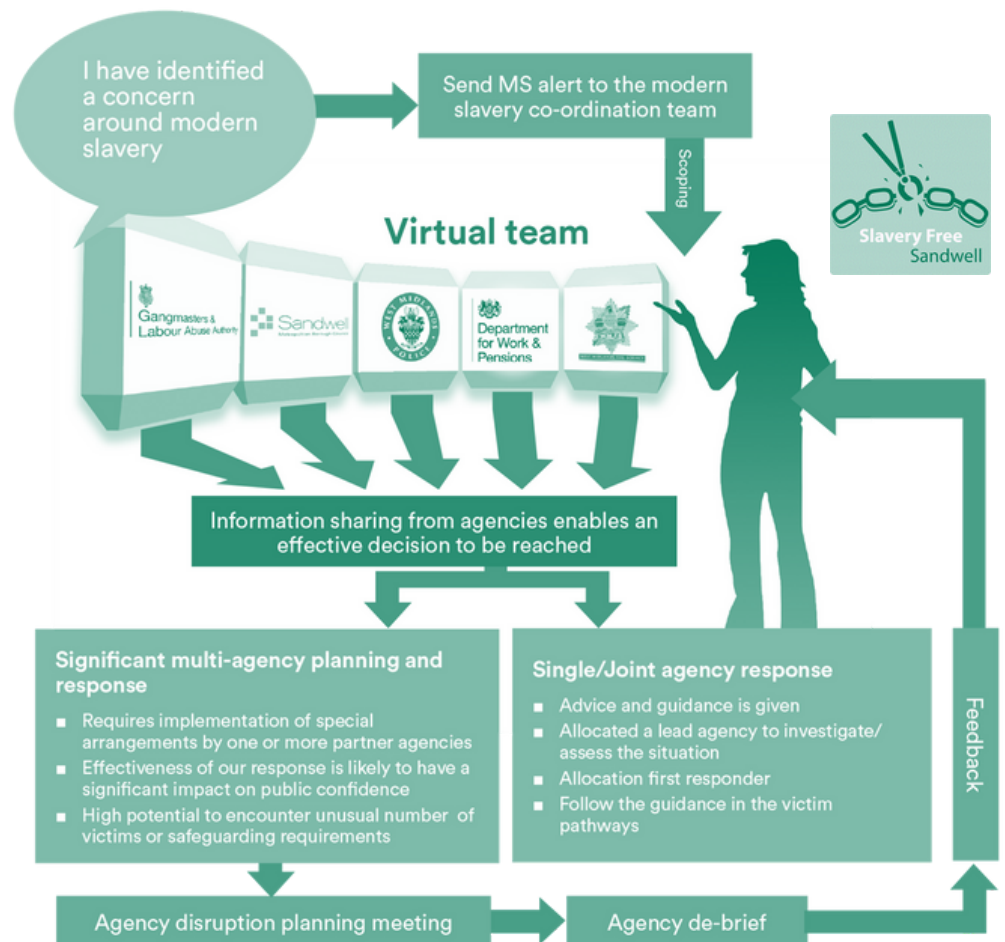 I have identified
a concern
around modern
slavery
Send MS alert to the modern
slavery co-ordination team
Scoping
Slavery Free
Sandwell
Virtual team
Gangmasters &
Labour Abuse Authority
Sandwell
WEST MIDLANDS
POLICE
Department
for Work &
Pensions
Information sharing from agencies enables an
effective decision to be reached
Significant multi-agency planning and
response
■ Requires implementation of special
arrangements by one or more partner agencies
■ Effectiveness of our response is likely to have a
significant impact on public confidence
■ High potential to encounter unusual number of
victims or safeguarding requirements
Single/Joint agency response
■ Advice and guidance is given
■ Allocated a lead agency to investigate/
assess the situation
■ Allocation first responder
■ Follow the guidance in the victim
pathways
Feedback
Agency disruption planning meeting
Agency de-brief